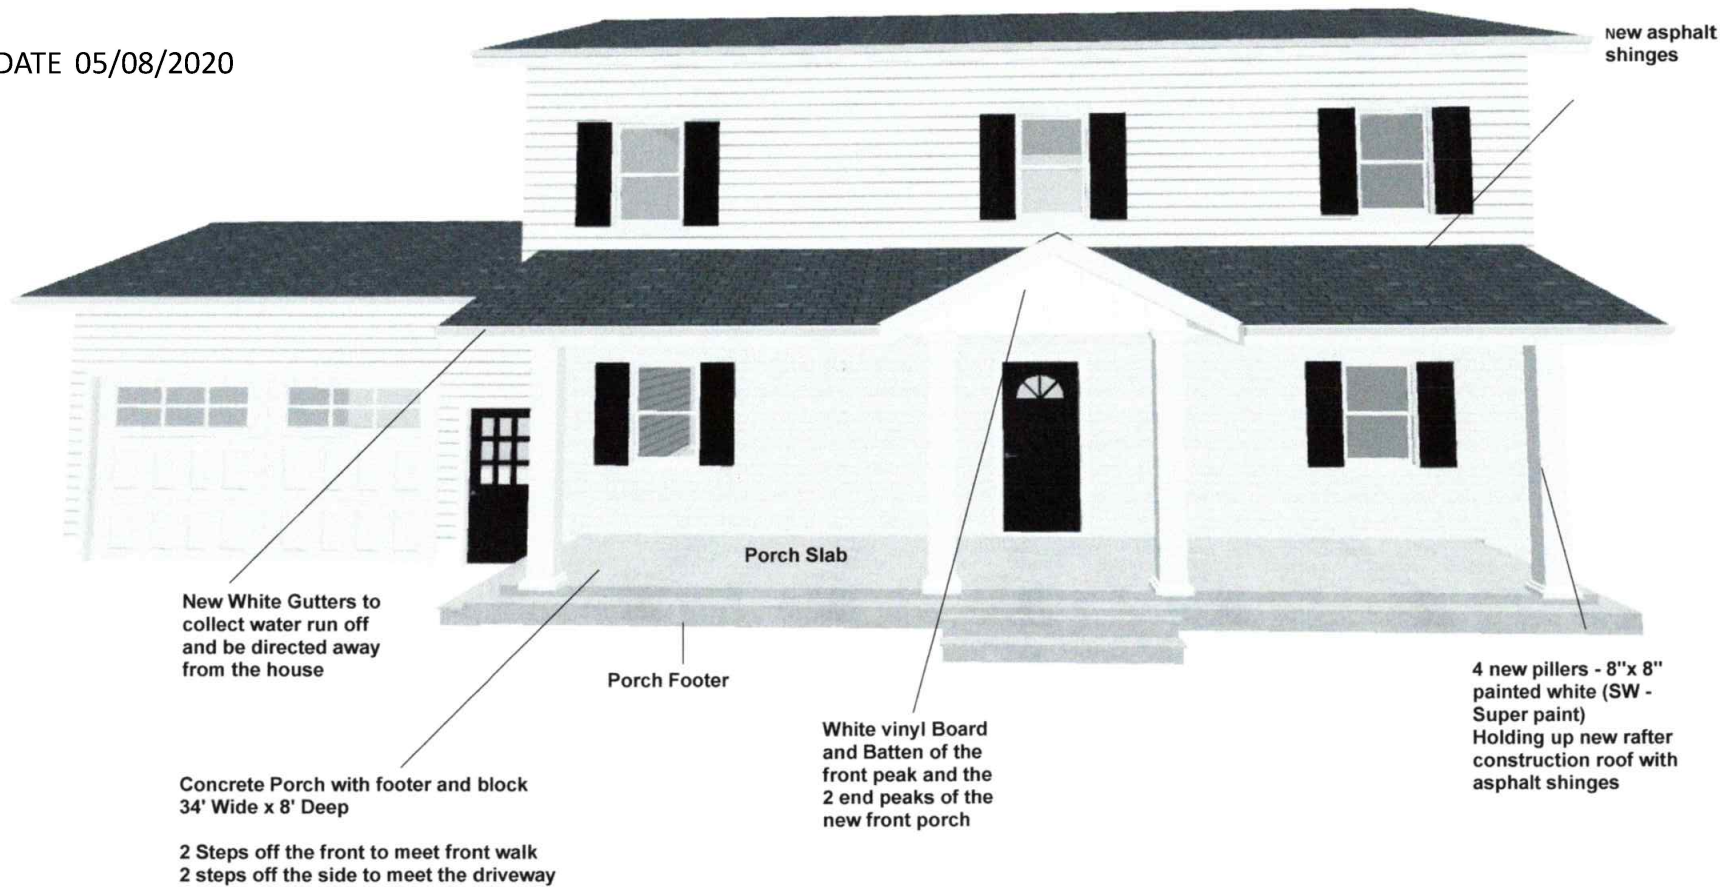 DATE 05/08/2020
New asphalt
shinges
Porch Slab
New White Gutters to
collect water run off
and be directed away
from the house
Porch Footer
White vinyl Board
and Batten of the
front peak and the
2 end peaks of the
new front porch
4 new pillers - 8"x 8"
painted white (SW -
Super paint)
Holding up new rafter
construction roof with
asphalt shinges
Concrete Porch with footer and block
34' Wide x 8' Deep
2 Steps off the front to meet front walk
2 steps off the side to meet the driveway